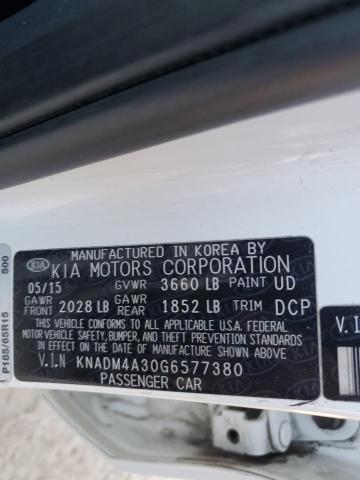 MANUFACTURED IN KOREA BY
KIA KIA MOTORS CORPORATION
05/15 GVWR 3660 LB PAINT UD
GAWR FRONT 2028 LB GAWR REAR 1852 LB TRIM DCP
THIS VEHICLE CONFORMS TO ALL APPLICABLE U.S.A FEDERAL
MOTOR VEHICLE SAFETY, BUMPER, AND THEFT PREVENTION
STANDARDS IN EFFECT ON THE DATE OF MANUFACTURE SHOWN ABOVE.
V.I.N KNADM4A30G6577380
PASSENGER CAR
P185/65R15 500
V.I.